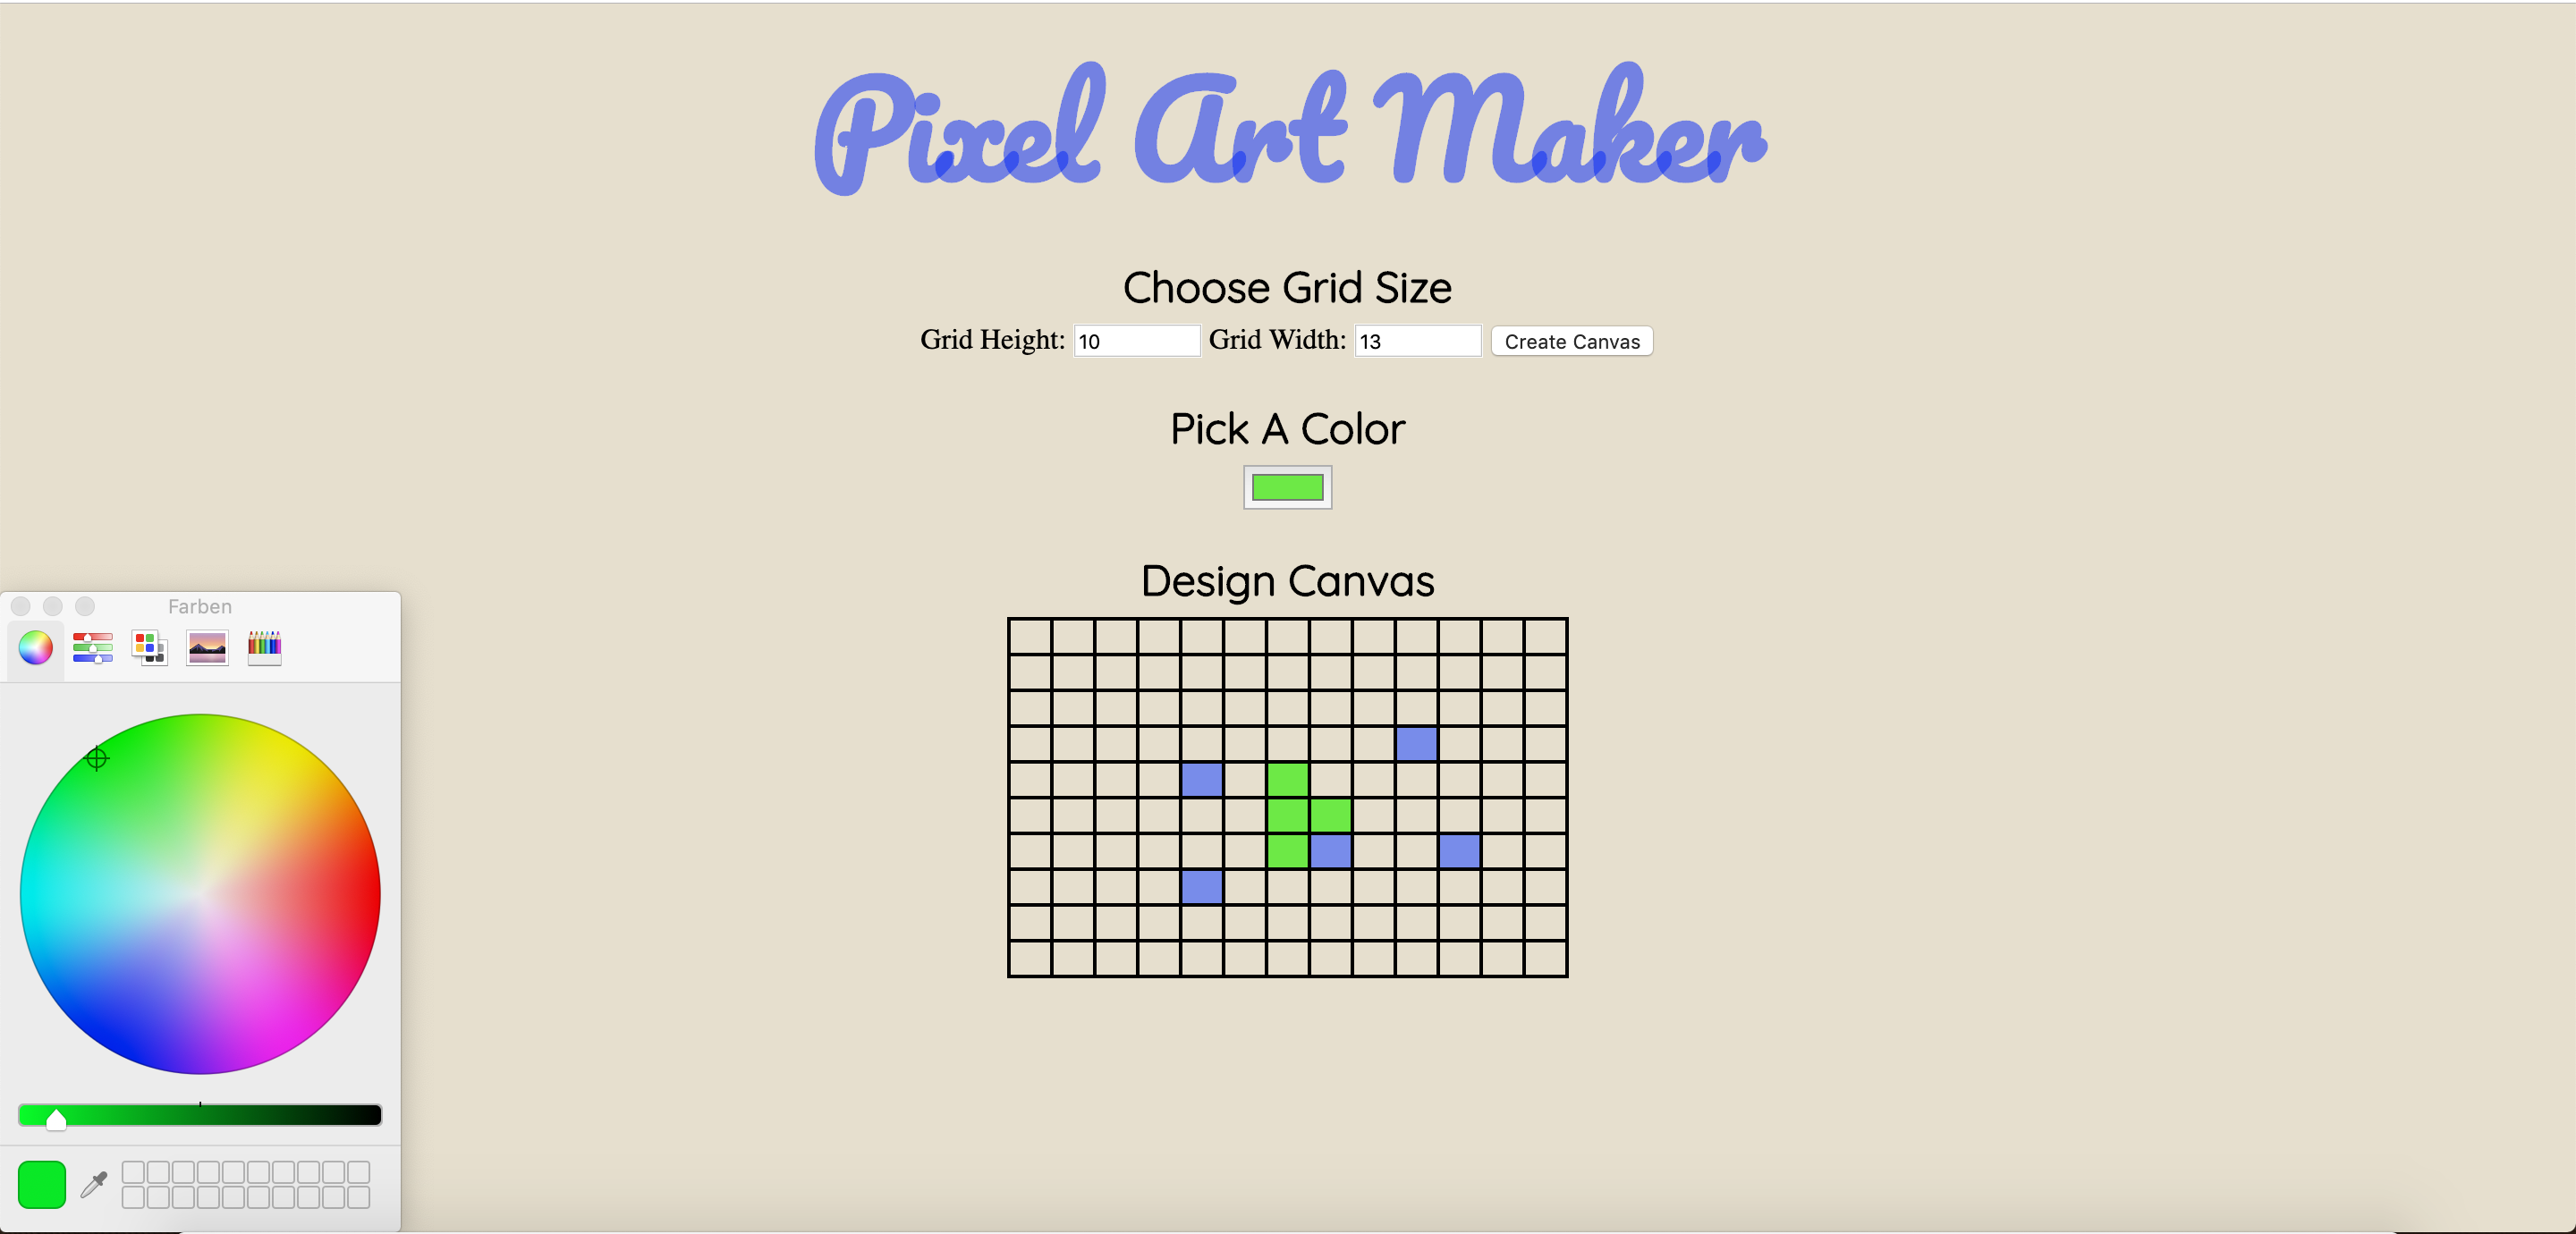 Pixel Art Maker
Choose Grid Size
Grid Height: 10 Grid Width: 13 Create Canvas
Pick A Color
Design Canvas
Farben